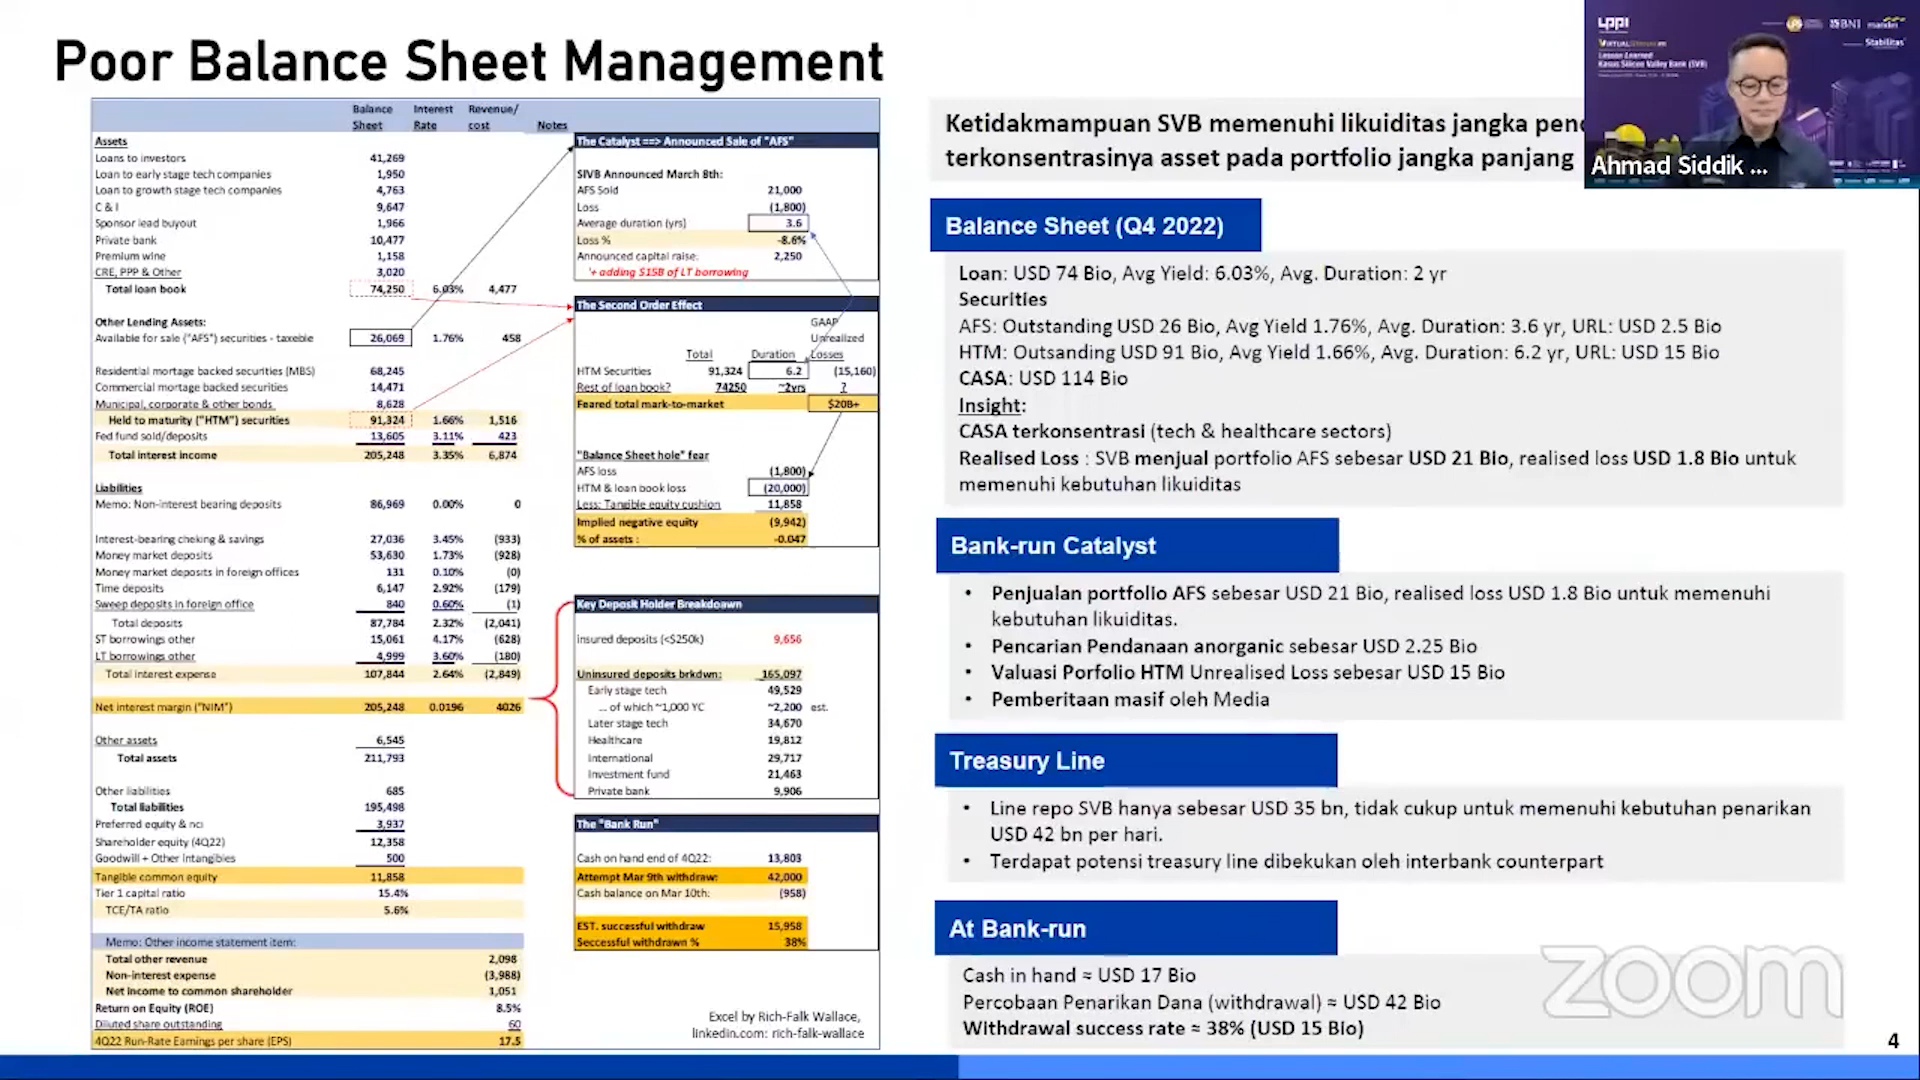 Poor Balance Sheet Management
Balance Sheet Interest Rate Revenue/ cost Notes
Assets
Loans to investors 41,269
Loan to early stage tech companies 1,950
Loan to growth stage tech companies 4,763
C & I 9,647
Sponsor lead buyout 1,966
Private bank 10,477
Premium wine 1,158
CRE, PPP & Other 3,020
Total loan book 74,250 6.03% 4,477
Other Lending Assets:
Available for sale ("AFS") securities - taxeble 26,069 1.76% 458
Residential mortage backed securities (MBS) 68,245
Commercial mortage backed securities 14,471
Municipal, corporate & other bonds 8,628
Held to maturity ("HTM") securities 91,324 1.66% 1,516
Fed fund sold/deposits 13,605 3.11% 423
Total interest income 205,248 3.35% 6,874
Liabilities
Memo: Non-interest bearing deposits 86,969 0.00% 0
Interest-bearing cheking & savings 27,036 3.45% (933)
Money market deposits 53,630 1.73% (928)
Money market deposits in foreign offices 131 0.10% (0)
Time deposits 6,147 2.92% (179)
Sweep deposits in foreign office 840 0.60% (1)
Total deposits 87,784 2.32% (2,041)
ST borrowings other 15,061 4.17% (628)
LT borrowings other 4,999 3.60% (180)
Total interest expense 107,844 2.64% (2,849)
Net interest margin ("NIM") 205,248 0.0196 4026
Other assets 6,545
Total assets 211,793
Other liabilities 685
Total liabilities 195,498
Preferred equity & nci 3,937
Shareholder equity (4Q22) 12,358
Goodwill + Other Intangibles 500
Tangible common equity 11,858
Tier 1 capital ratio 15.4%
TCE/TA ratio 5.6%
Memo: Other income statement item:
Total other revenue 2,098
Non-interest expense (3,988)
Net income to common shareholder 1,051
Return on Equity (ROE) 8.5%
Diluted share outstanding 60
4Q22 Run-Rate Earnings per share (EPS) 17.5
The Catalyst ==> Announced Sale of "AFS"
SIVB Announced March 8th:
AFS Sold 21,000
Loss (1,800)
Average duration (yrs) 3.6
Loss % -8.6%
Announced capital raise: 2,250
'+ adding $15B of LT borrowing
The Second Order Effect
GAAP
Unrealized
Total Duration Losses
HTM Securities 91,324 6.2 (15,160)
Rest of loan book? 74250 ~2yrs ?
Feared total mark-to-market $20B+
"Balance Sheet hole" fear
AFS loss (1,800)
HTM & loan book loss (20,000)
Less: Tangible equity cushion 11,858
Implied negative equity (9,942)
% of assets : -0.047
Key Deposit Holder Breakdoawn
insured deposits (<$250k) 9,656
Uninsured deposits brkdwn: 165,097
Early stage tech 49,529
... of which ~1,000 YC ~2,200 est.
Later stage tech 34,670
Healthcare 19,812
International 29,717
Investment fund 21,463
Private bank 9,906
The "Bank Run"
Cash on hand end of 4Q22: 13,803
Attempt Mar 9th withdraw: 42,000
Cash balance on Mar 10th: (958)
EST. successful withdraw 15,958
Seccessful withdrawn % 38%
Excel by Rich-Falk Wallace,
linkedin.com: rich-falk-wallace
Ketidakmampuan SVB memenuhi likuiditas jangka
terkonsentrasinya asset pada portfolio jangka panjang
Balance Sheet (Q4 2022)
Loan: USD 74 Bio, Avg Yield: 6.03%, Avg. Duration: 2 yr
Securities
AFS: Outstanding USD 26 Bio, Avg Yield 1.76%, Avg. Duration: 3.6 yr, URL: USD 2.5 Bio
HTM: Outsanding USD 91 Bio, Avg Yield 1.66%, Avg. Duration: 6.2 yr, URL: USD 15 Bio
CASA: USD 114 Bio
Insight:
CASA terkonsentrasi (tech & healthcare sectors)
Realised Loss : SVB menjual portfolio AFS sebesar USD 21 Bio, realised loss USD 1.8 Bio untuk
memenuhi kebutuhan likuiditas
Bank-run Catalyst
• Penjualan portfolio AFS sebesar USD 21 Bio, realised loss USD 1.8 Bio untuk memenuhi
kebutuhan likuiditas.
• Pencarian Pendanaan anorganic sebesar USD 2.25 Bio
• Valuasi Porfolio HTM Unrealised Loss sebesar USD 15 Bio
• Pemberitaan masif oleh Media
Treasury Line
• Line repo SVB hanya sebesar USD 35 bn, tidak cukup untuk memenuhi kebutuhan penarikan
USD 42 bn per hari.
• Terdapat potensi treasury line dibekukan oleh interbank counterpart
At Bank-run
Cash in hand ≈ USD 17 Bio
Percobaan Penarikan Dana (withdrawal) ≈ USD 42 Bio
Withdrawal success rate ≈ 38% (USD 15 Bio)
zoom
4
LPPI
BNI
mandiri
Stabilitas
Lesson Learned
Kasus Silicon Valley Bank (SVB)
Ahmad Siddik ...